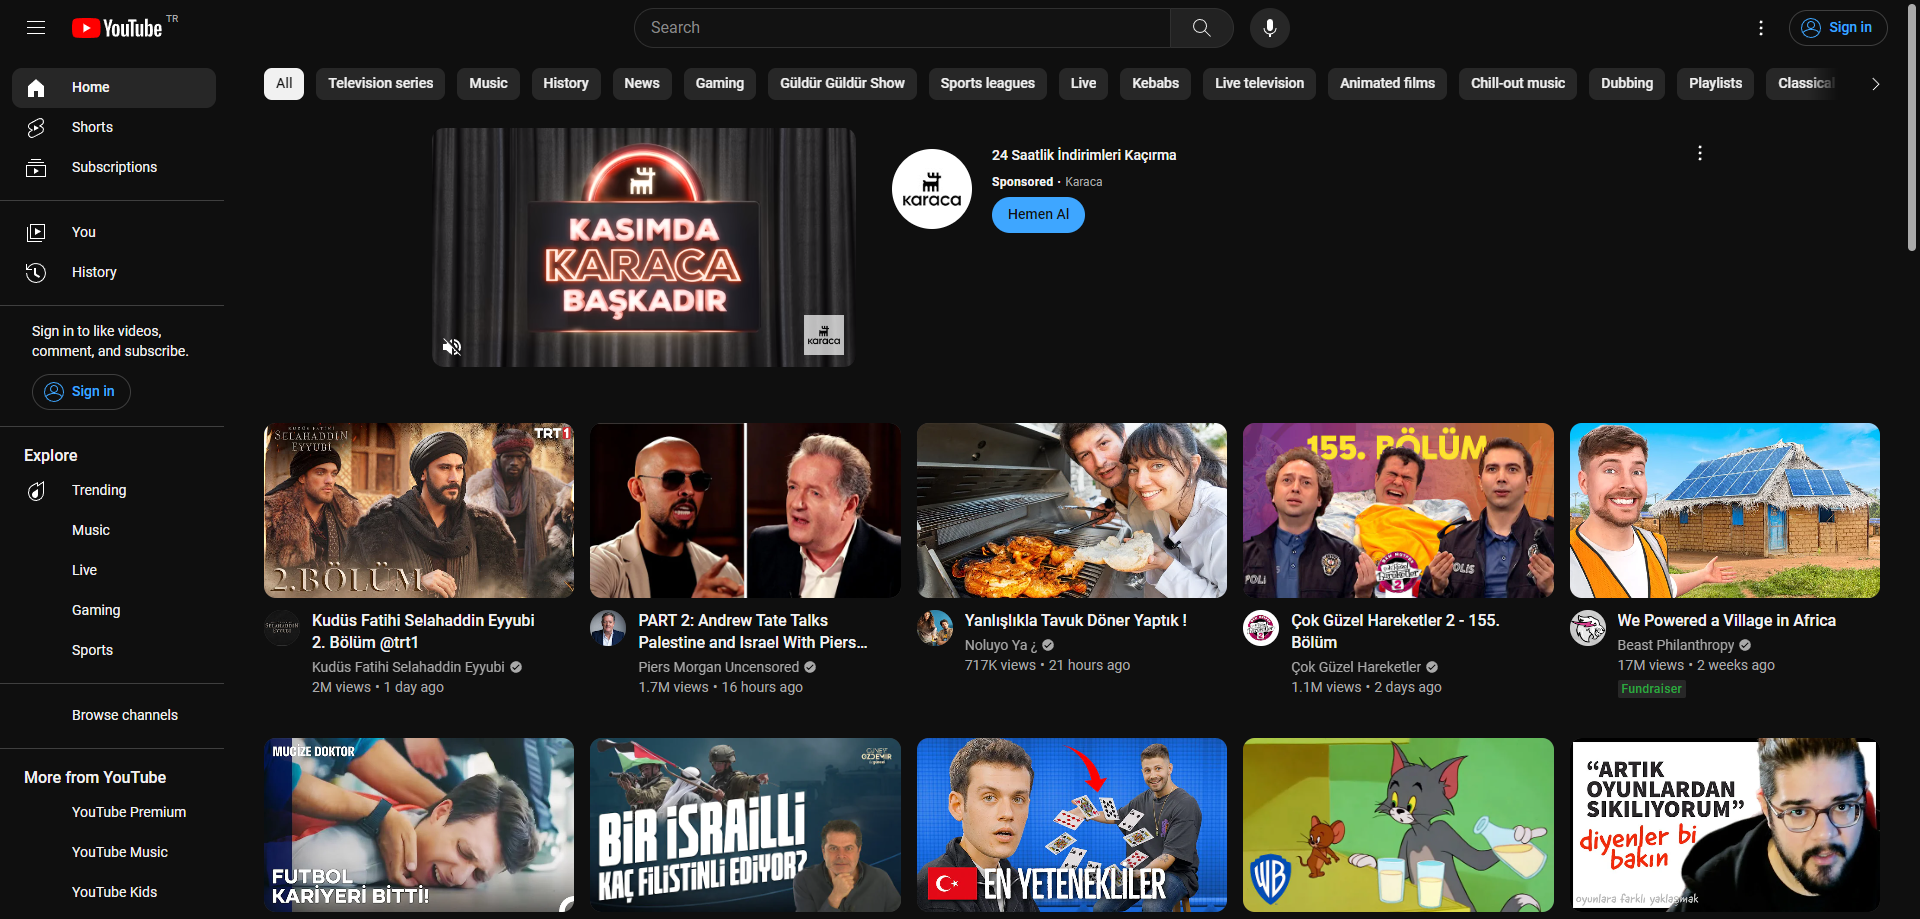 YouTube TR
Search
Sign in
Home
Shorts
Subscriptions
You
History
Sign in to like videos,
comment, and subscribe.
Sign in
Explore
Trending
Music
Live
Gaming
Sports
Browse channels
More from YouTube
YouTube Premium
YouTube Music
YouTube Kids
All
Television series
Music
History
News
Gaming
Güldür Güldür Show
Sports leagues
Live
Kebabs
Live television
Animated films
Chill-out music
Dubbing
Playlists
Classical
KASIMDA
KARACA
BAŞKADIR
KARACA
KARACA
24 Saatlik İndirimleri Kaçırma
Sponsored · Karaca
Hemen Al
KUDÜS FATİHİ
SELAHADDİN
EYYUBİ
TRT1
2.BÖLÜM
Kudüs Fatihi Selahaddin Eyyubi
2. Bölüm @trt1
Kudüs Fatihi Selahaddin Eyyubi
2M views • 1 day ago
PART 2: Andrew Tate Talks
Palestine and Israel With Piers...
Piers Morgan Uncensored
1.7M views • 16 hours ago
Yanlışlıkla Tavuk Döner Yaptık !
Noluyo Ya ¿
717K views • 21 hours ago
155. BÖLÜM
POLİ
POLİS
Çok Güzel Hareketler 2 - 155.
Bölüm
Çok Güzel Hareketler
1.1M views • 2 days ago
We Powered a Village in Africa
Beast Philanthropy
17M views • 2 weeks ago
Fundraiser
MUCİZE DOKTOR
FUTBOL
KARİYERİ BİTTİ!
CÜNEYT
ÖZDEMİR
BİR İSRAİLLİ
KAÇ FİLİSTİNLİ EDİYOR?
EN YETENEKLİLER
WB
“ARTIK
OYUNLARDAN
SIKILIYORUM”
diyenler bi
bakın
oyunlara farklı yaklaşmak